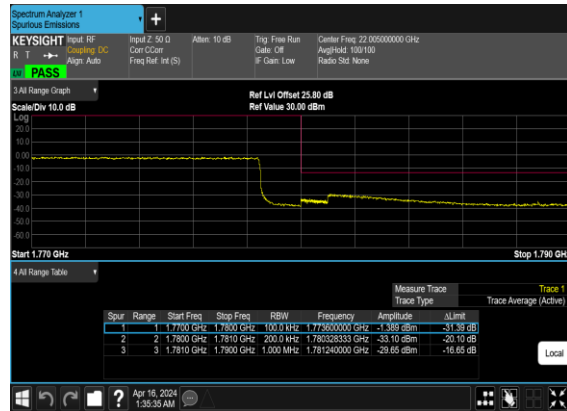 Spectrum Analyzer 1
Spurious Emissions
+
KEYSIGHT Input: RF Input Z: 50 Ω Atten: 10 dB Trig: Free Run Center Freq: 22.005000000 GHz
R T Coupling: DC Corr CCorr Gate: Off Avg|Hold: 100/100
Align: Auto Freq Ref: Int (S) IF Gain: Low Radio Std: None
PASS
3 All Range Graph
Ref Lvl Offset 25.80 dB
Scale/Div 10.0 dB Ref Value 30.00 dBm
Log
20.0
10.0
0.00
-10.0
-20.0
-30.0
-40.0
-50.0
-60.0
Start 1.770 GHz Stop 1.790 GH
4 All Range Table
Measure Trace Trace 1
Trace Type Trace Average (Active)
Spur Range Start Freq Stop Freq RBW Frequency Amplitude ΔLimit
1 1 1.7700 GHz 1.7800 GHz 100.0 kHz 1.773600000 GHz -1.389 dBm -31.39 dB
2 2 1.7800 GHz 1.7810 GHz 200.0 kHz 1.780328333 GHz -33.10 dBm -20.10 dB
3 3 1.7810 GHz 1.7900 GHz 1.000 MHz 1.781240000 GHz -29.65 dBm -16.65 dB
Local
? Apr 16, 2024
1:35:35 AM